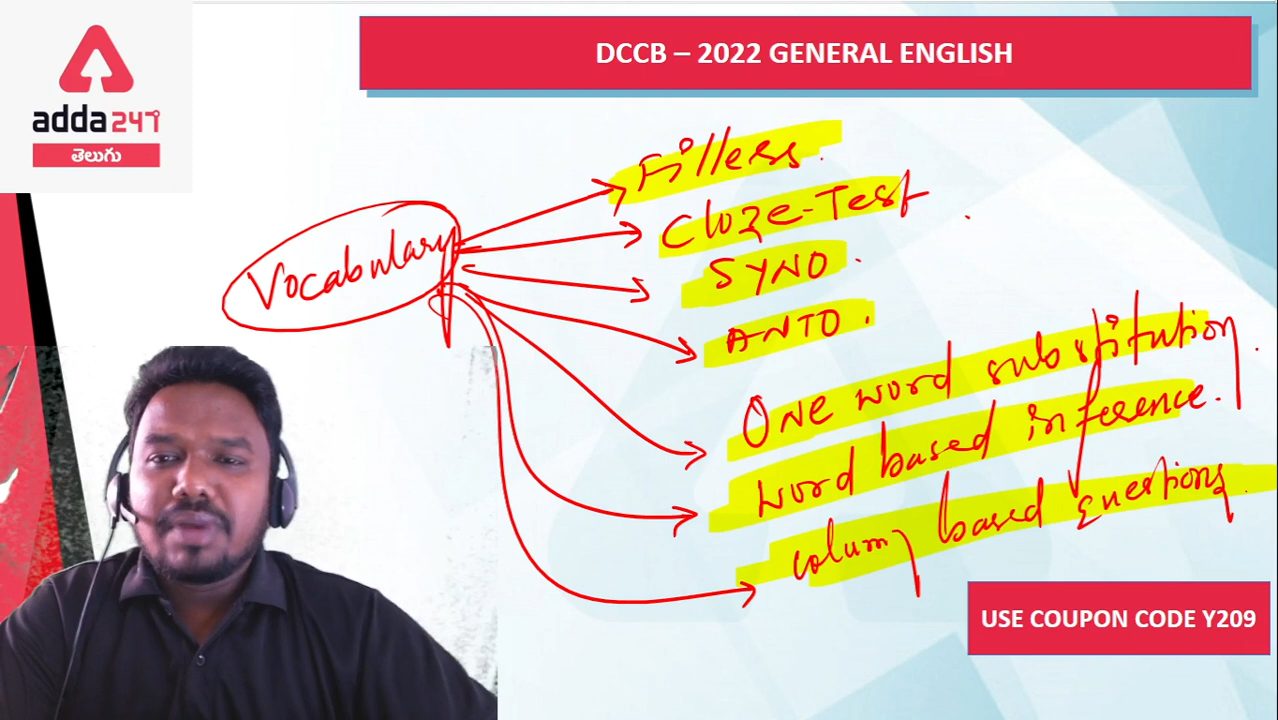 adda247
తెలుగు
DCCB – 2022 GENERAL ENGLISH
Vocabulary
Fillers.
Cloze-Test.
SYNO.
ANTO.
One word substitution.
word based inference.
column based questions.
USE COUPON CODE Y209